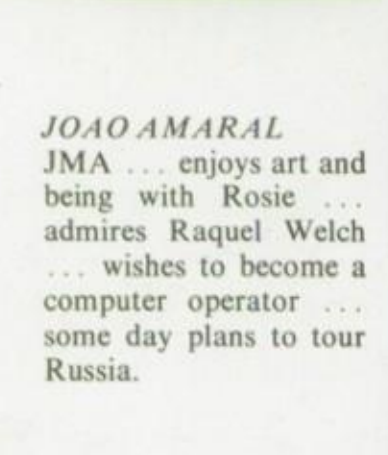 JOAO AMARAL
JMA ... enjoys art and
being with Rosie ...
admires Raquel Welch
... wishes to become a
computer operator ...
some day plans to tour
Russia.